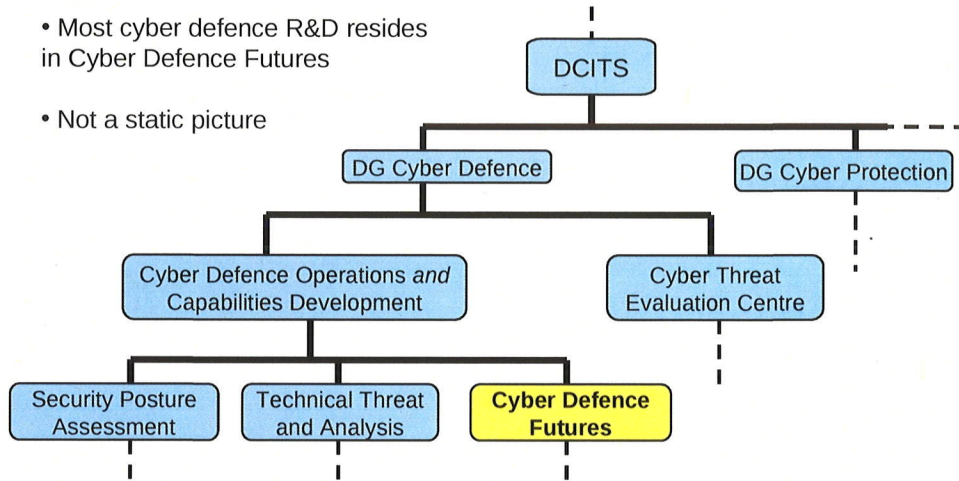 • Most cyber defence R&D resides
in Cyber Defence Futures
• Not a static picture
DCITS
DG Cyber Defence
DG Cyber Protection
Cyber Defence Operations and
Capabilities Development
Cyber Threat
Evaluation Centre
Security Posture
Assessment
Technical Threat
and Analysis
Cyber Defence
Futures